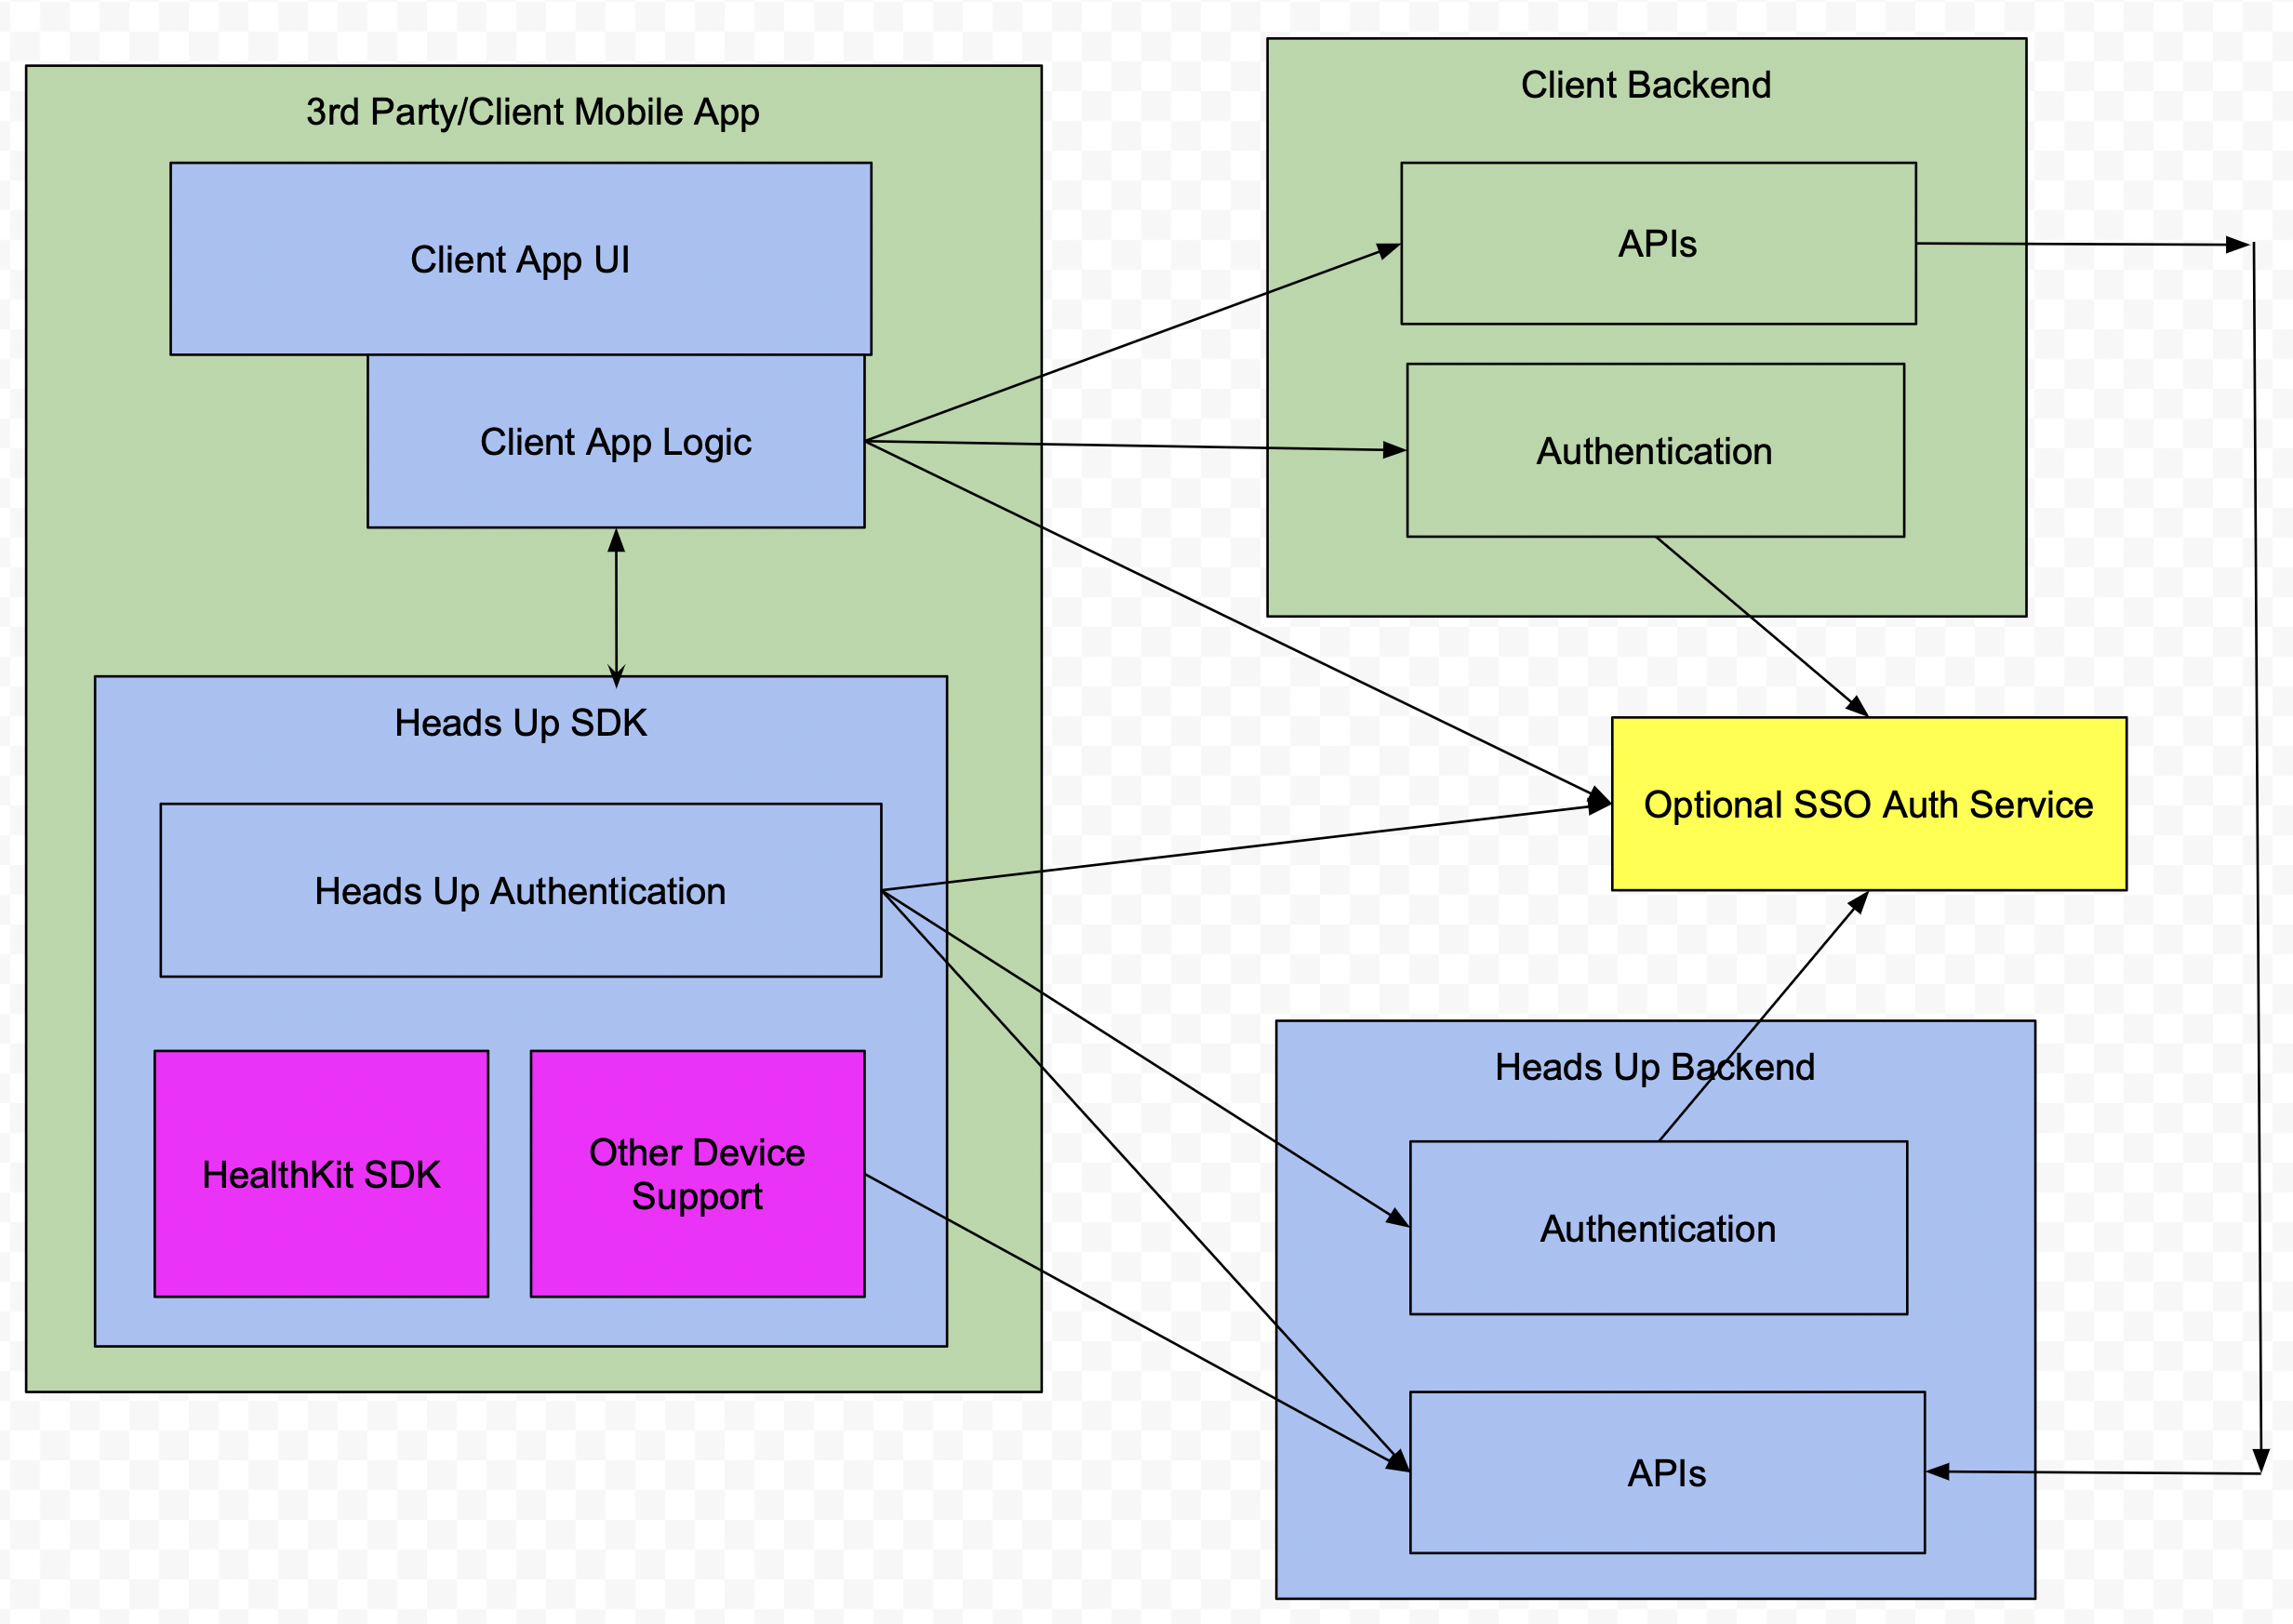 3rd Party/Client Mobile App
Client App UI
Client App Logic
Heads Up SDK
Heads Up Authentication
HealthKit SDK
Other Device
Support
Client Backend
APIs
Authentication
Optional SSO Auth Service
Heads Up Backend
Authentication
APIs